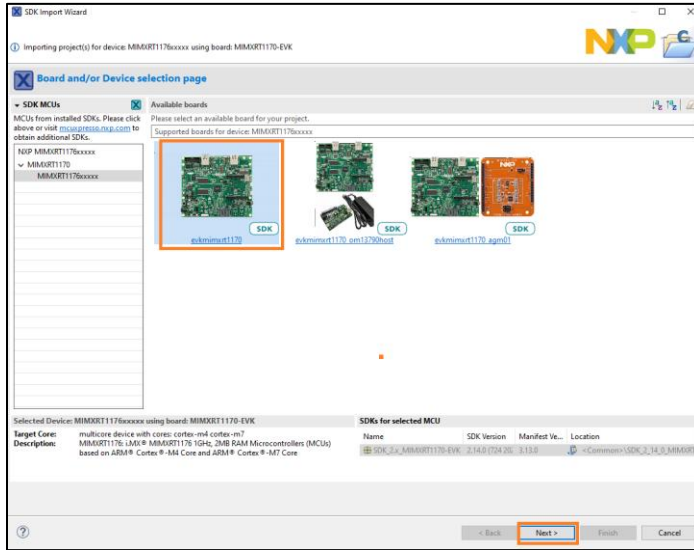 SDK Import Wizard
Importing project(s) for device: MIMXRT1176xxxxx using board: MIMXRT1170-EVK
NXP
Board and/or Device selection page
SDK MCUs
MCUs from installed SDKs. Please click
above or visit mcuxpresso.nxp.com to
obtain additional SDKs.
NXP MIMXRT1176xxxxx
MIMXRT1170
MIMXRT1176xxxxx
Available boards
Please select an available board for your project.
Supported boards for device: MIMXRT1176xxxxx
SDK
evkmimxrt1170
SDK
evkmimxrt1170_om13790host
NXP
SDK
evkmimxrt1170_agm01
Selected Device: MIMXRT1176xxxxx using board: MIMXRT1170-EVK
Target Core: multicore device with cores: cortex-m4 cortex-m7
Description: MIMXRT1176: i.MX® MIMXRT1176 1GHz, 2MB RAM Microcontrollers (MCUs)
based on ARM® Cortex®-M4 Core and ARM® Cortex®-M7 Core
SDKs for selected MCU
Name SDK Version Manifest Ve... Location
SDK_2.x_MIMXRT1170-EVK 2.14.0 3.13.0 <Common>\SDK_2_14_0_MIMXRT
< Back Next > Finish Cancel